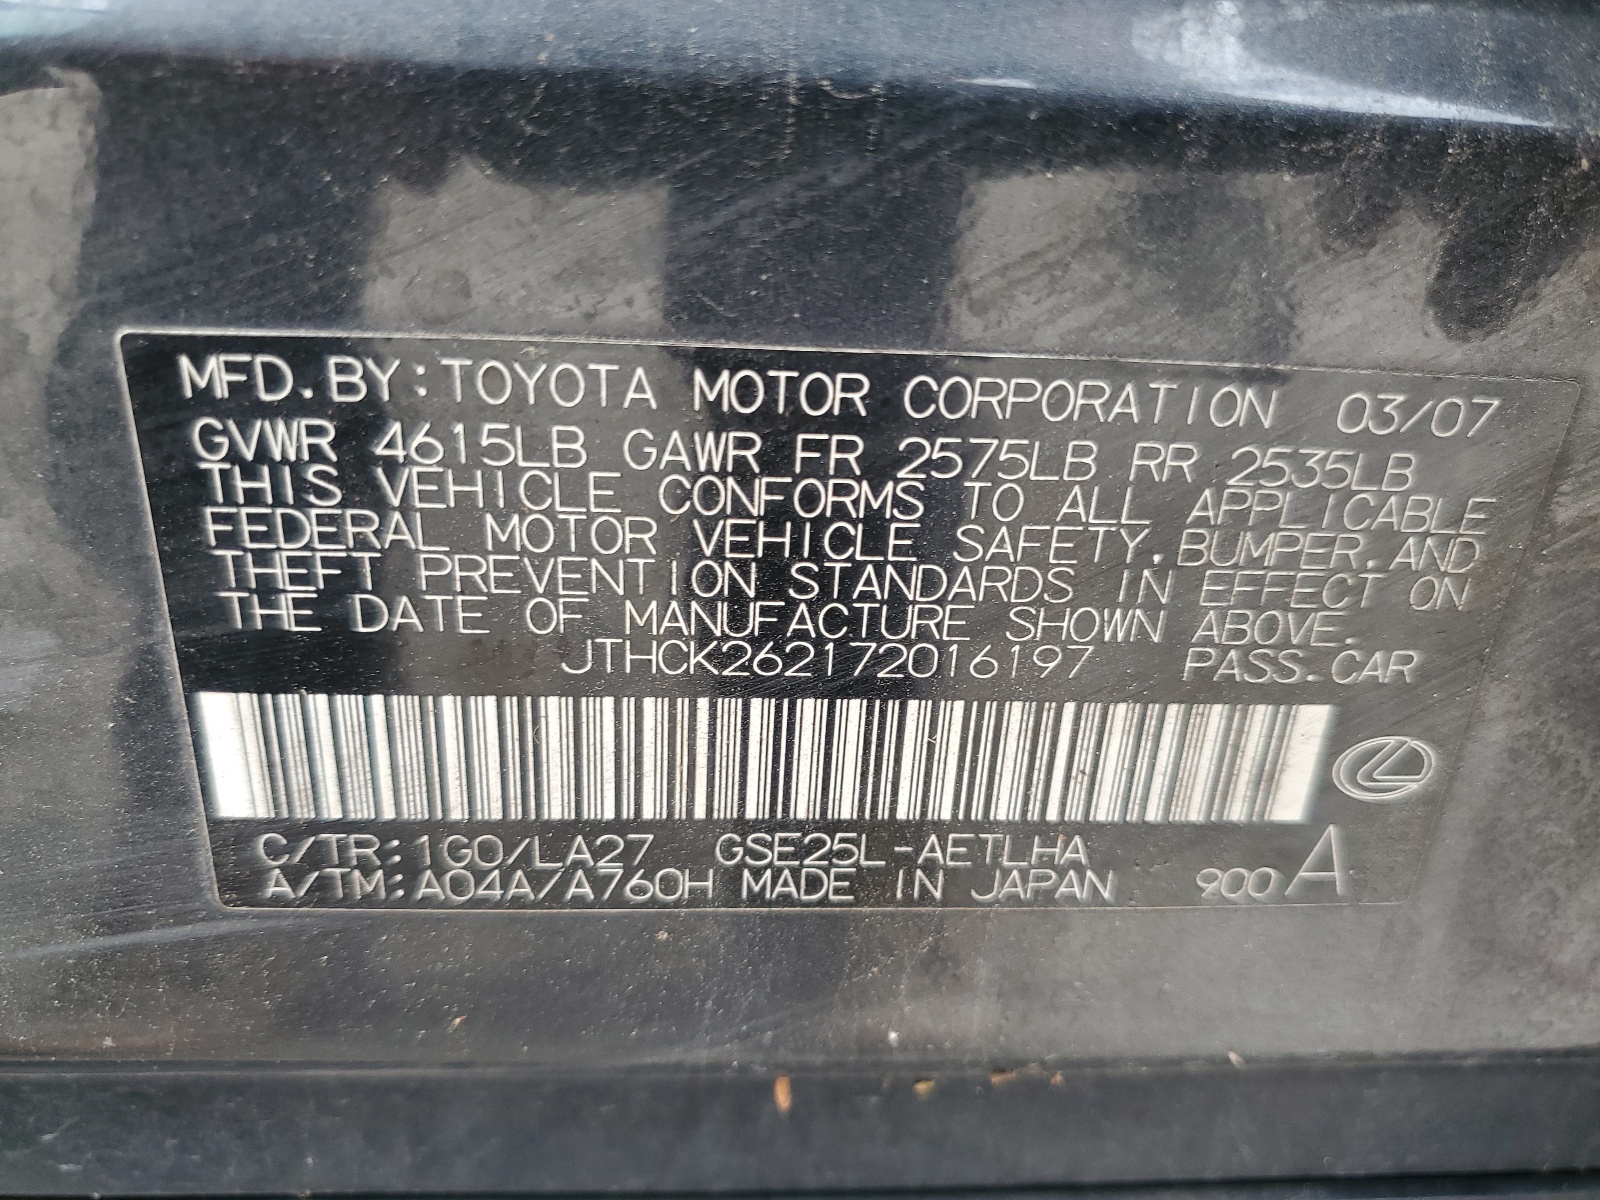 MFD. BY: TOYOTA MOTOR CORPORATION 03/07
GVWR 4615LB GAWR FR 2575LB RR 2535LB
THIS VEHICLE CONFORMS TO ALL APPLICABLE
FEDERAL MOTOR VEHICLE SAFETY, BUMPER, AND
THEFT PREVENTION STANDARDS IN EFFECT ON
THE DATE OF MANUFACTURE SHOWN ABOVE.
JTHCK262172016197 PASS. CAR
C/TR: 1G0/LA27 GSE25L-AETLHA
A/TM: A04A/A760H MADE IN JAPAN 900 A